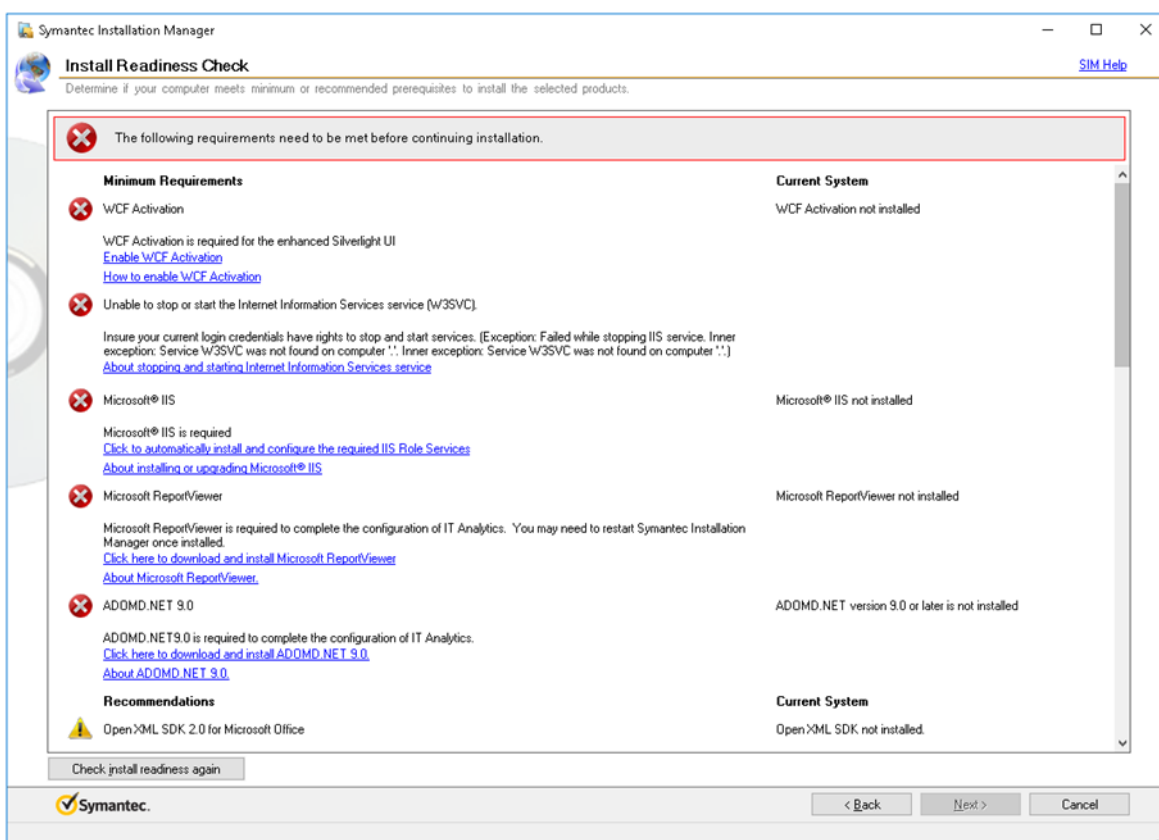 Symantec Installation Manager
Install Readiness Check
SIM Help
Determine if your computer meets minimum or recommended prerequisites to install the selected products.
The following requirements need to be met before continuing installation.
Minimum Requirements
Current System
WCF Activation
WCF Activation not installed
WCF Activation is required for the enhanced Silverlight UI
Enable WCF Activation
How to enable WCF Activation
Unable to stop or start the Internet Information Services service (W3SVC).
Insure your current login credentials have rights to stop and start services. (Exception: Failed while stopping IIS service. Inner
exception: Service W3SVC was not found on computer '.'. Inner exception: Service W3SVC was not found on computer '.'.)
About stopping and starting Internet Information Services service
Microsoft® IIS
Microsoft® IIS not installed
Microsoft® IIS is required
Click to automatically install and configure the required IIS Role Services
About installing or upgrading Microsoft® IIS
Microsoft ReportViewer
Microsoft ReportViewer not installed
Microsoft ReportViewer is required to complete the configuration of IT Analytics. You may need to restart Symantec Installation
Manager once installed.
Click here to download and install Microsoft ReportViewer
About Microsoft ReportViewer.
ADOMD.NET 9.0
ADOMD.NET version 9.0 or later is not installed
ADOMD.NET9.0 is required to complete the configuration of IT Analytics.
Click here to download and install ADOMD.NET 9.0.
About ADOMD.NET 9.0.
Recommendations
Current System
Open XML SDK 2.0 for Microsoft Office
Open XML SDK not installed.
Check install readiness again
Symantec.
< Back
Next >
Cancel